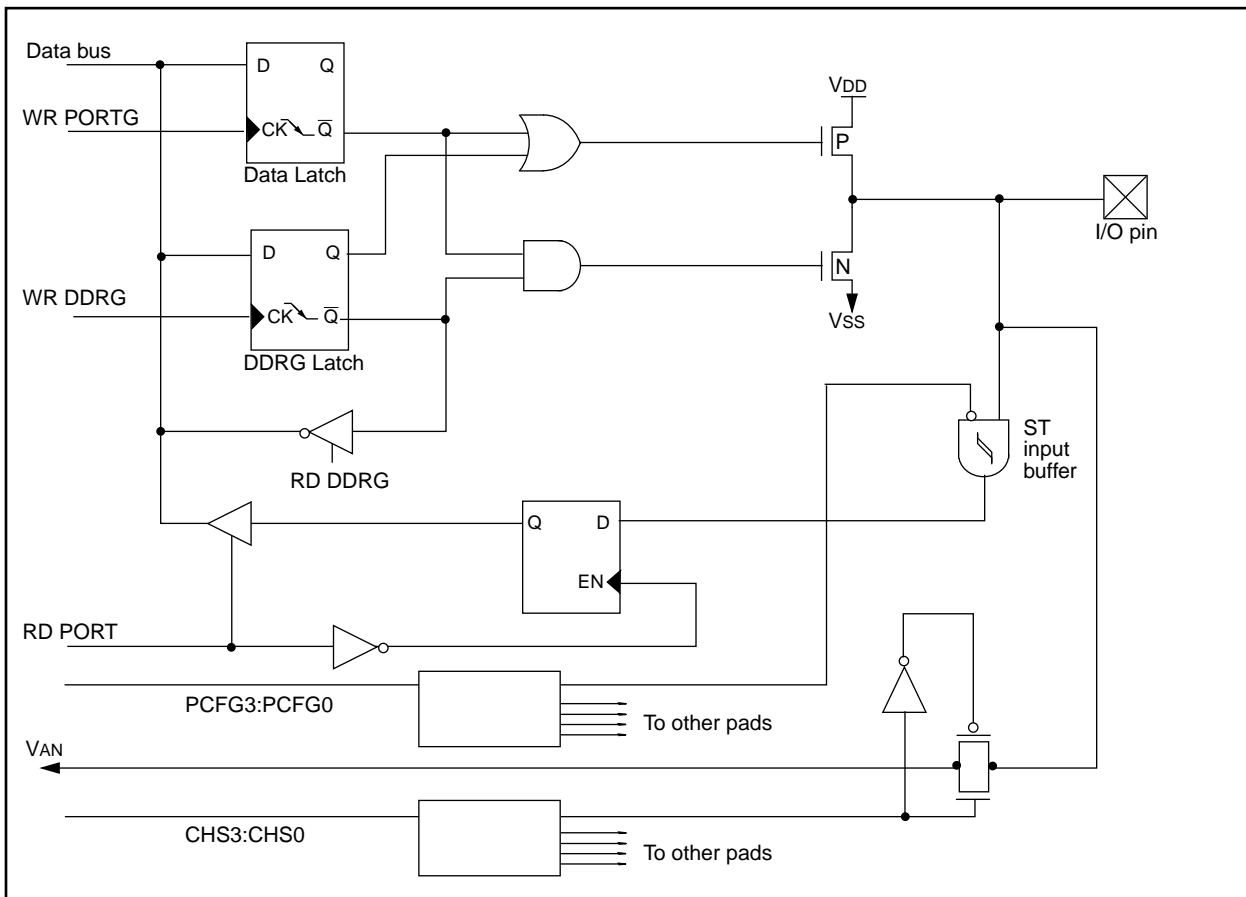 Data bus
D Q
VDD
WR PORTG
CK Q̅
P
Data Latch
I/O pin
D Q
N
WR DDRG
CK Q̅
VSS
DDRG Latch
ST
input
buffer
RD DDRG
Q D
EN
RD PORT
PCFG3:PCFG0
To other pads
VAN
CHS3:CHS0
To other pads